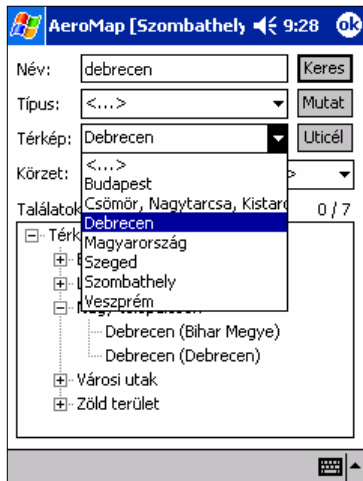 AeroMap [Szombathely 9:28 ok
Név: debrecen Keres
Típus: <...> Mutat
Térkép: Debrecen Uticél
Körzet:
<...>
Budapest
Csömör, Nagytarcsa, Kistarc
Debrecen
Magyarország
Szeged
Szombathely
Veszprém
Találatok 0 / 7
Térk
Debrecen (Bihar Megye)
Debrecen (Debrecen)
Városi utak
Zöld terület